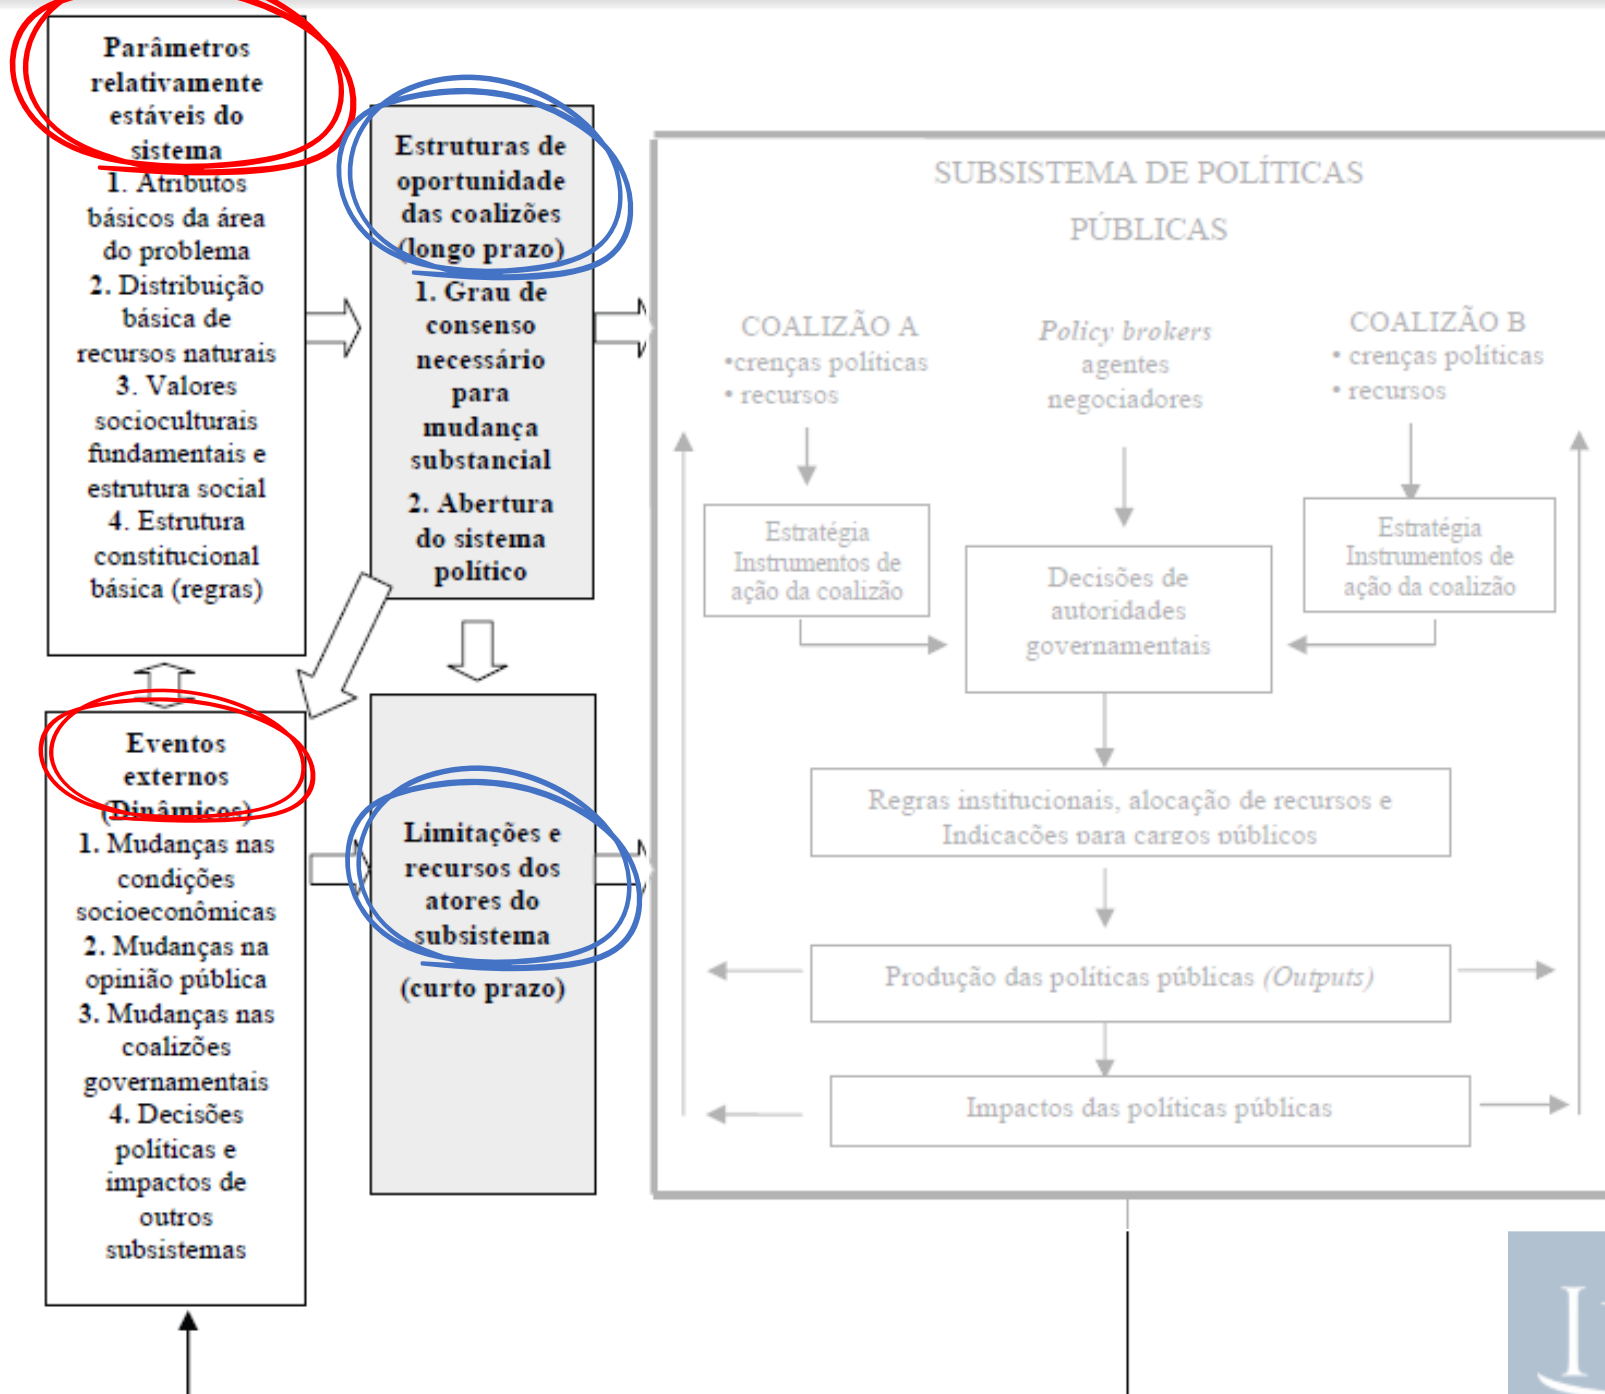 Parâmetros
relativamente
estáveis do
sistema
1. Atributos
básicos da área
do problema
2. Distribuição
básica de
recursos naturais
3. Valores
socioculturais
fundamentais e
estrutura social
4. Estrutura
constitucional
básica (regras)
Estruturas de
oportunidade
das coalizões
(longo prazo)
1. Grau de
consenso
necessário
para
mudança
substancial
2. Abertura
do sistema
político
Eventos
externos
(Dinâmicos)
1. Mudanças nas
condições
socioeconômicas
2. Mudanças na
opinião pública
3. Mudanças nas
coalizões
governamentais
4. Decisões
políticas e
impactos de
outros
subsistemas
Limitações e
recursos dos
atores do
subsistema
(curto prazo)
SUBSISTEMA DE POLÍTICAS
PÚBLICAS
COALIZÃO A
•crenças políticas
• recursos
Policy brokers
agentes
negociadores
COALIZÃO B
• crenças políticas
• recursos
Estratégia
Instrumentos de
ação da coalizão
Decisões de
autoridades
governamentais
Estratégia
Instrumentos de
ação da coalizão
Regras institucionais, alocação de recursos e
Indicações para cargos públicos
Produção das políticas públicas (Outputs)
Impactos das políticas públicas